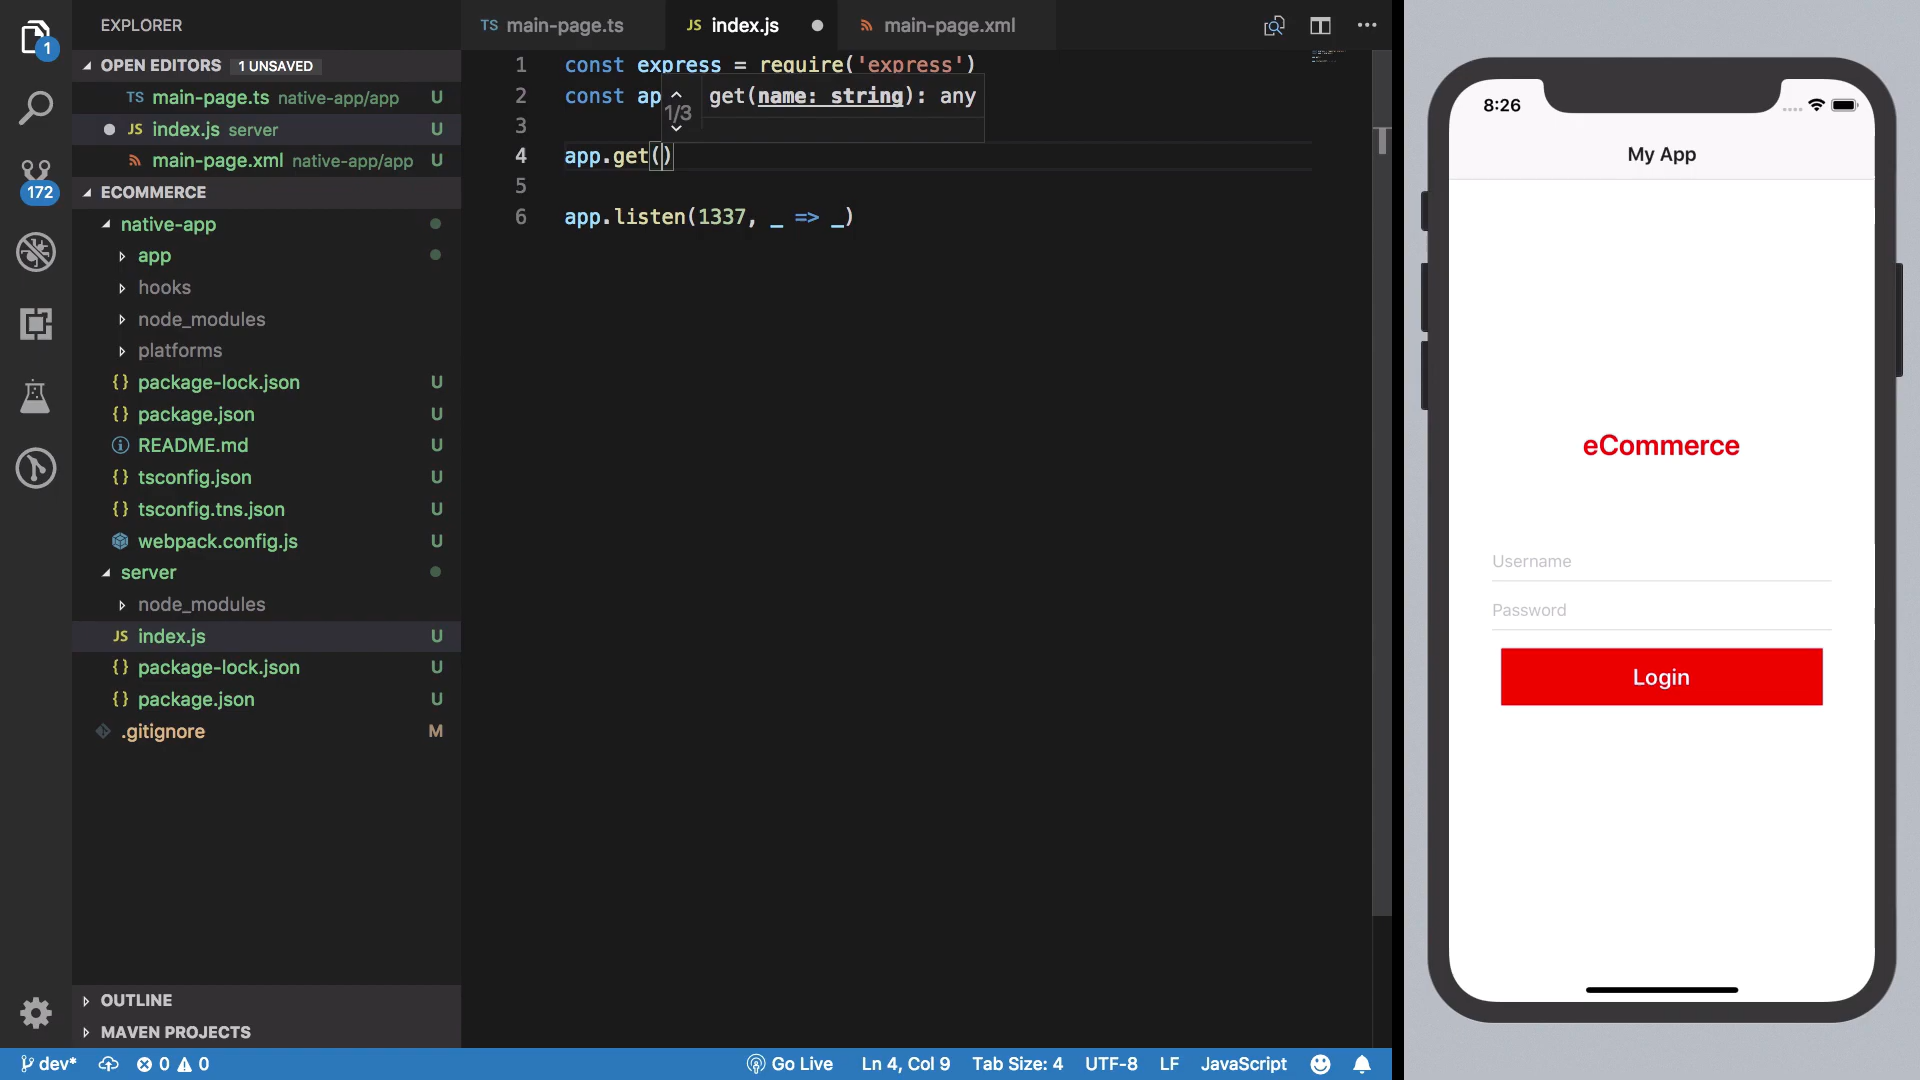 EXPLORER
OPEN EDITORS 1 UNSAVED
TS main-page.ts native-app/app U
JS index.js server U
main-page.xml native-app/app U
ECOMMERCE
native-app
app
hooks
node_modules
platforms
{} package-lock.json U
{} package.json U
README.md U
{} tsconfig.json U
{} tsconfig.tns.json U
webpack.config.js U
server
node_modules
JS index.js U
{} package-lock.json U
{} package.json U
.gitignore M
OUTLINE
MAVEN PROJECTS
1
172
TS main-page.ts
JS index.js
main-page.xml
1 const express = require('express')
2 const ap
1/3 get(name: string): any
3
4 app.get()
5
6 app.listen(1337, _ => _)
dev* 0 0
Go Live Ln 4, Col 9 Tab Size: 4 UTF-8 LF JavaScript
8:26
My App
eCommerce
Username
Password
Login